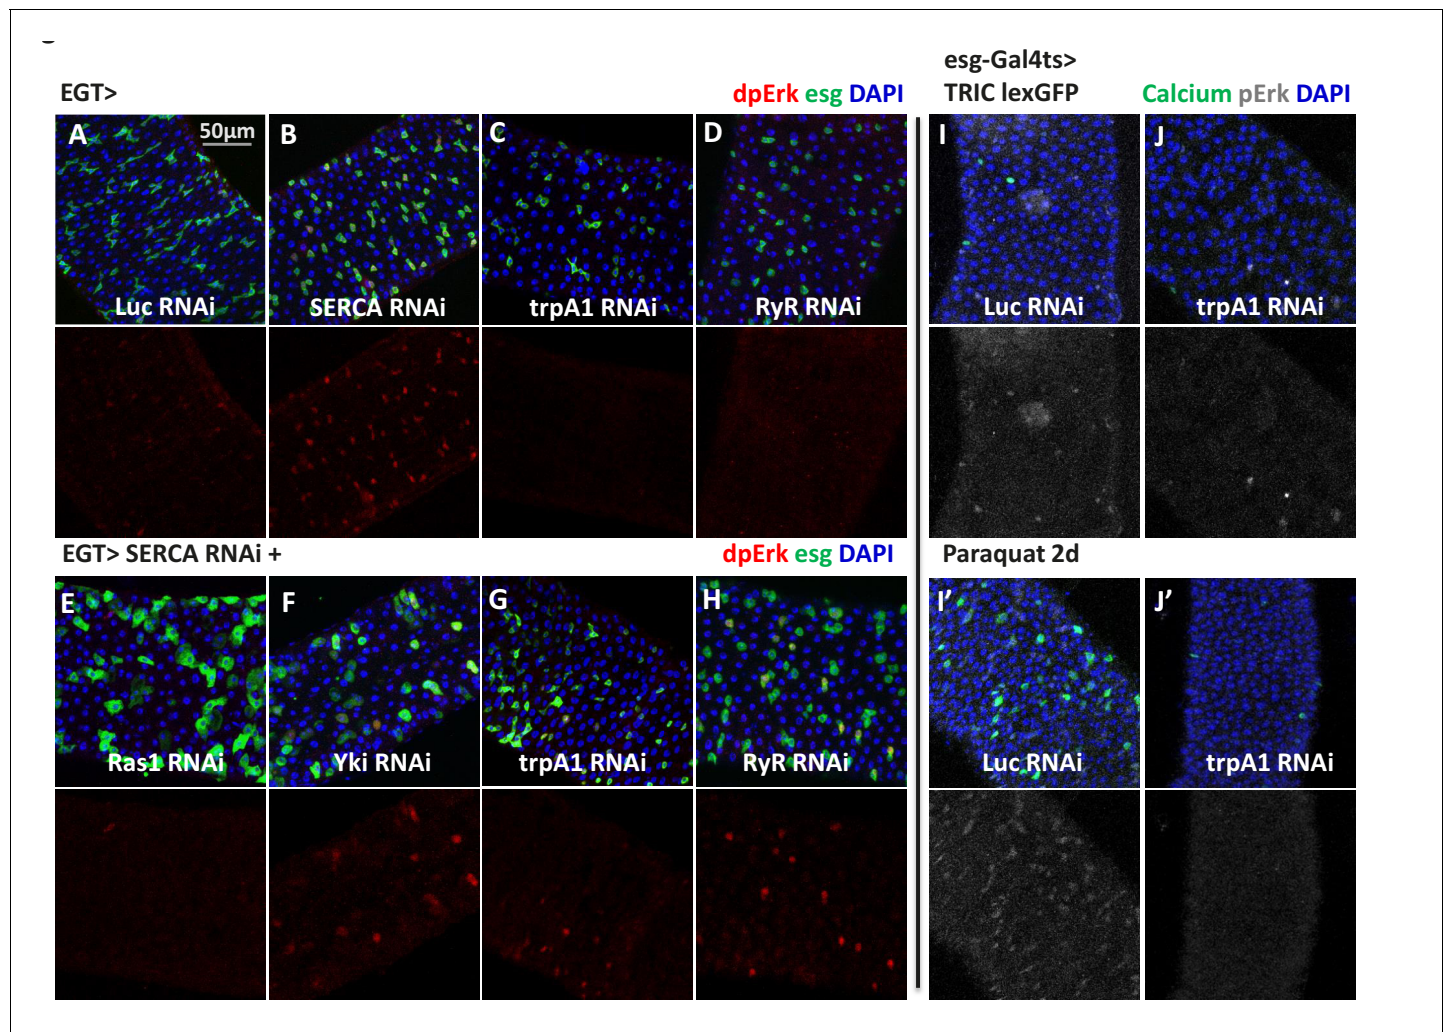 esg-Gal4ts>
EGT> dpErk esg DAPI TRIC lexGFP Calcium pErk DAPI
A 50µm B C D I J
Luc RNAi SERCA RNAi trpA1 RNAi RyR RNAi Luc RNAi trpA1 RNAi
EGT> SERCA RNAi + dpErk esg DAPI Paraquat 2d
E F G H I’ J’
Ras1 RNAi Yki RNAi trpA1 RNAi RyR RNAi Luc RNAi trpA1 RNAi